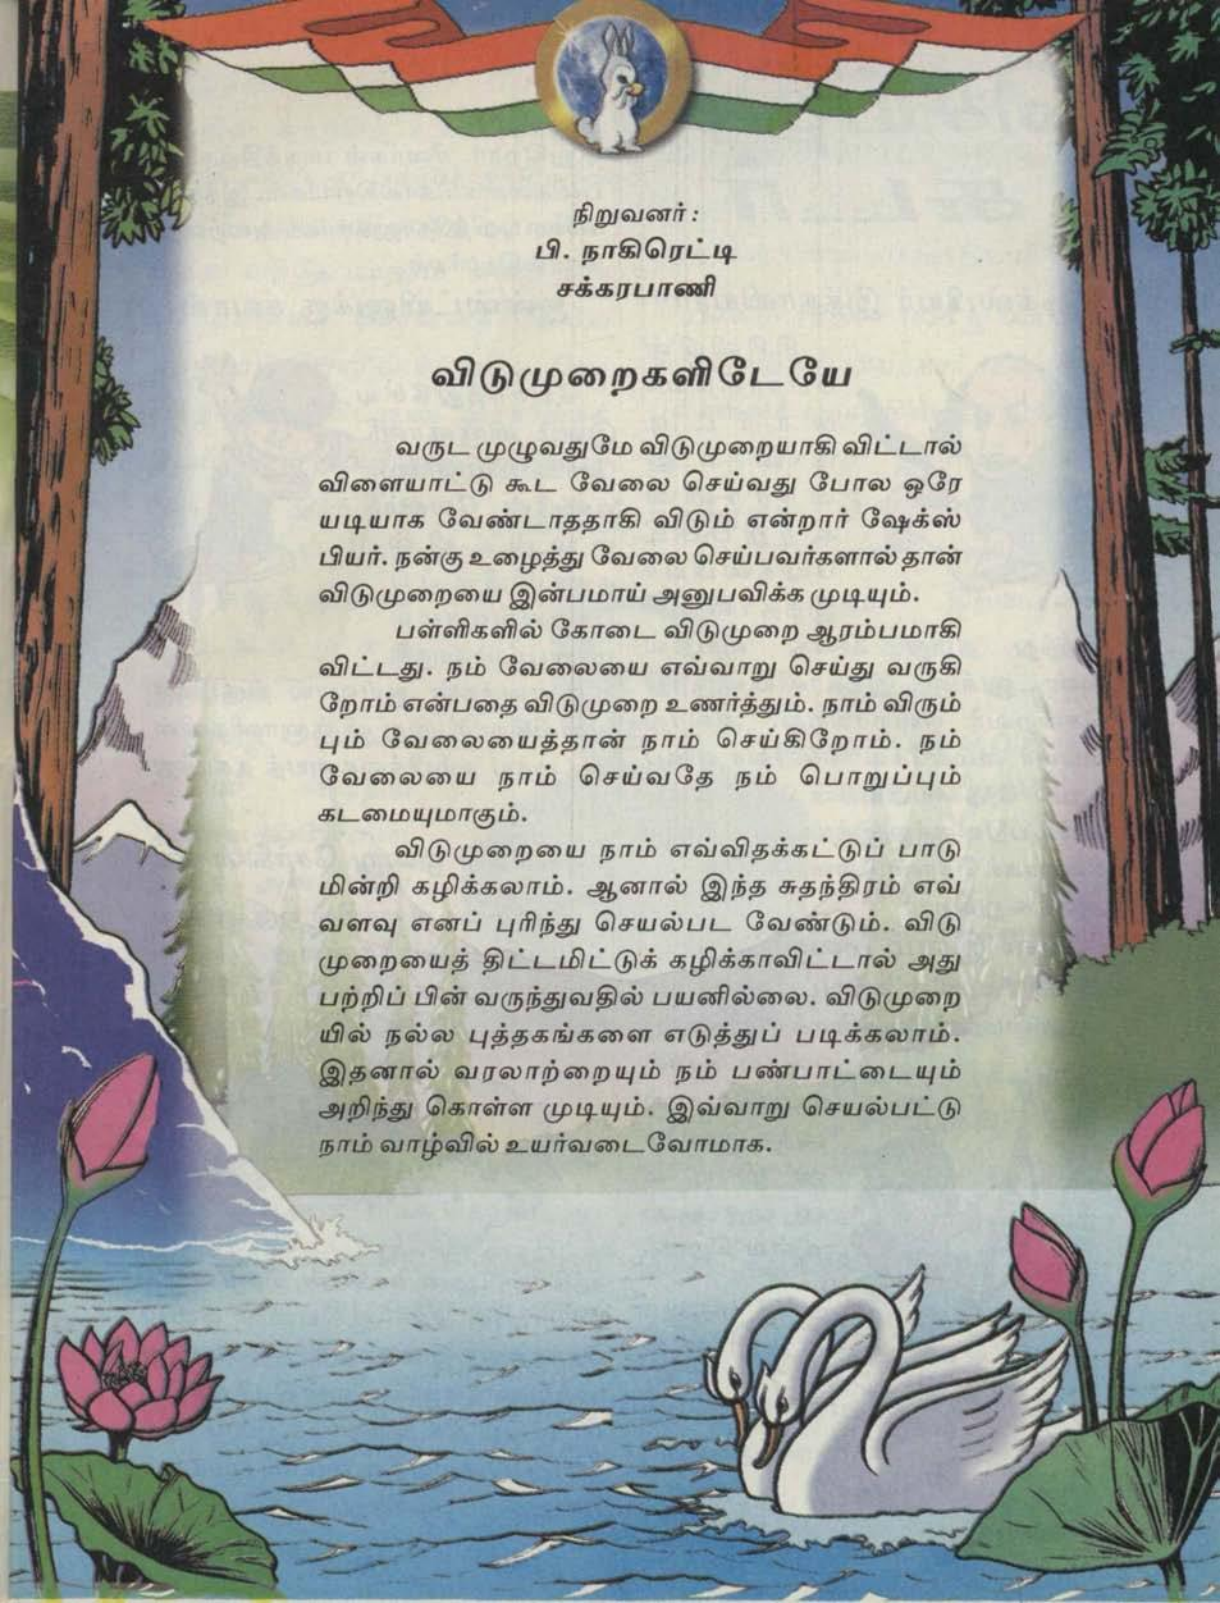 நிறுவனர் :
பி. நாகிரெட்டி
சக்கரபாணி
விடுமுறைகளிடேயே
வருட முழுவதுமே விடுமுறையாகி விட்டால்
விளையாட்டு கூட வேலை செய்வது போல ஒரே
யடியாக வேண்டாததாகி விடும் என்றார் ஷேக்ஸ்
பியர். நன்கு உழைத்து வேலை செய்பவர்களால் தான்
விடுமுறையை இன்பமாய் அனுபவிக்க முடியும்.
பள்ளிகளில் கோடை விடுமுறை ஆரம்பமாகி
விட்டது. நம் வேலையை எவ்வாறு செய்து வருகி
றோம் என்பதை விடுமுறை உணர்த்தும். நாம் விரும்
பும் வேலையைத்தான் நாம் செய்கிறோம். நம்
வேலையை நாம் செய்வதே நம் பொறுப்பும்
கடமையுமாகும்.
விடுமுறையை நாம் எவ்விதக்கட்டுப் பாடு
மின்றி கழிக்கலாம். ஆனால் இந்த சுதந்திரம் எவ்
வளவு எனப் புரிந்து செயல்பட வேண்டும். விடு
முறையைத் திட்டமிட்டுக் கழிக்காவிட்டால் அது
பற்றிப் பின் வருந்துவதில் பயனில்லை. விடுமுறை
யில் நல்ல புத்தகங்களை எடுத்துப் படிக்கலாம்.
இதனால் வரலாற்றையும் நம் பண்பாட்டையும்
அறிந்து கொள்ள முடியும். இவ்வாறு செயல்பட்டு
நாம் வாழ்வில் உயர்வடைவோமாக.